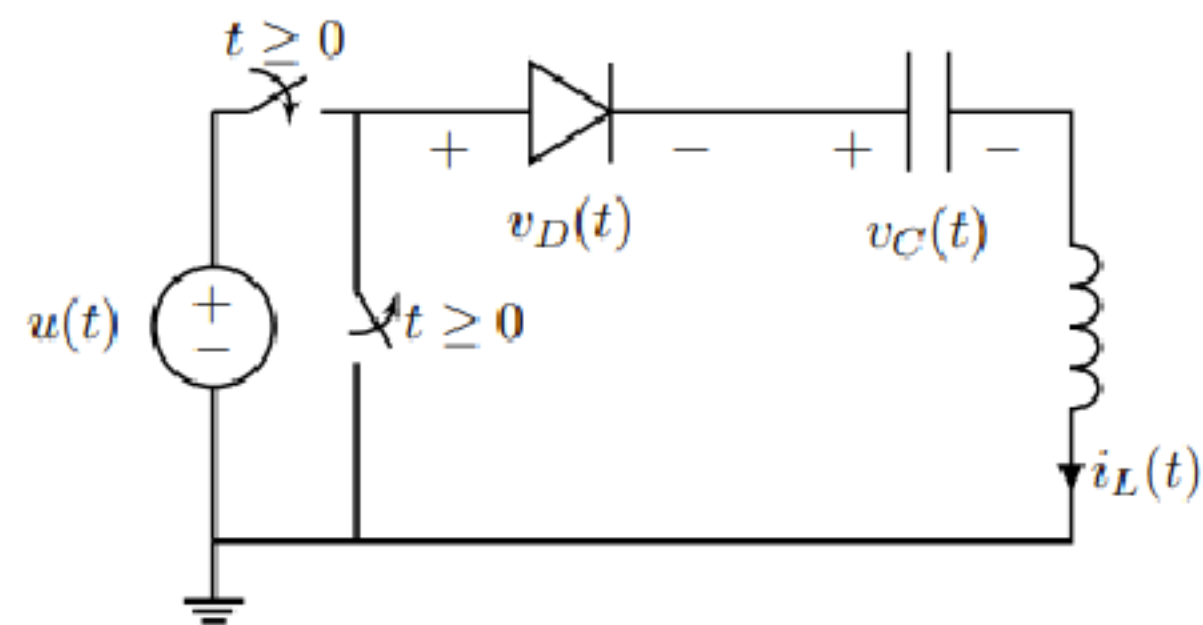 t ≥ 0
+ − + −
v_D(t) v_C(t)
+
u(t) − t ≥ 0
i_L(t)